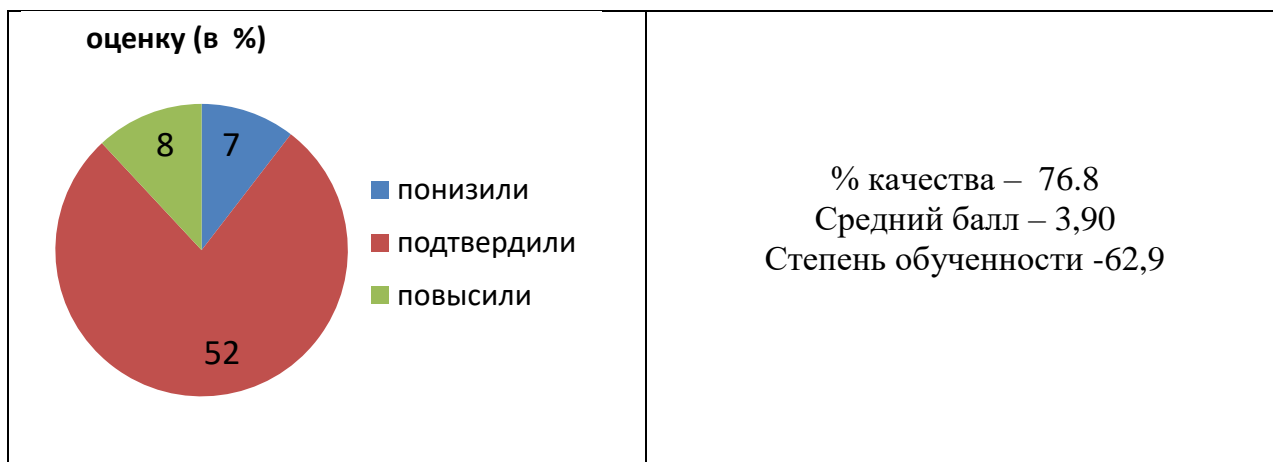 оценку (в %)
8
7
52
понизили
подтвердили
повысили
% качества – 76.8
Средний балл – 3,90
Степень обученности -62,9